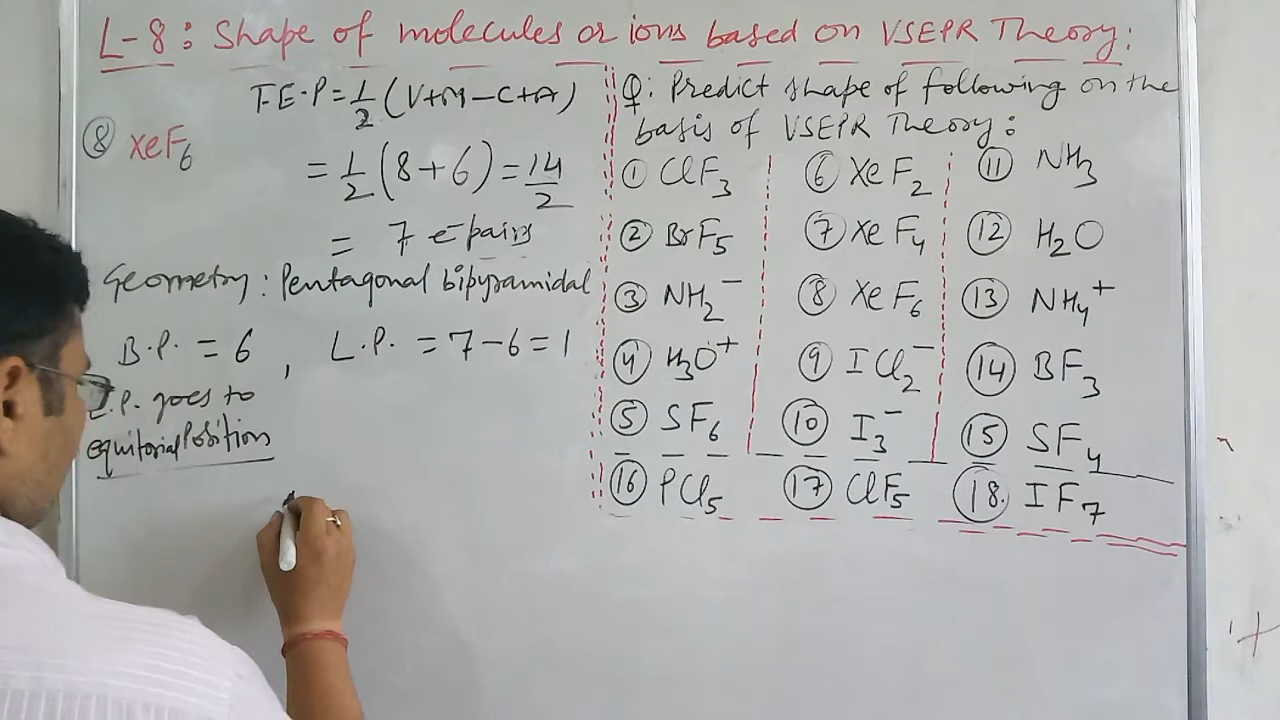 L-8: Shape of molecules or ions based on VSEPR Theory:
T.E.P = 1/2 (V+M-C+A)
⑧ XeF6
= 1/2 (8+6) = 14/2
= 7 e⁻ pairs
Geometry: Pentagonal bipyramidal
B.P. = 6, L.P. = 7-6=1
L.P. goes to
equitorial Position
Q: Predict shape of following on the
basis of VSEPR Theory:
① ClF3
② BrF5
③ NH2⁻
④ H3O⁺
⑤ SF6
⑥ XeF2
⑦ XeF4
⑧ XeF6
⑨ ICl2⁻
⑩ I3⁻
⑪ NH3
⑫ H2O
⑬ NH4⁺
⑭ BF3
⑮ SF4
⑯ PCl5
⑰ ClF5
⑱. IF7